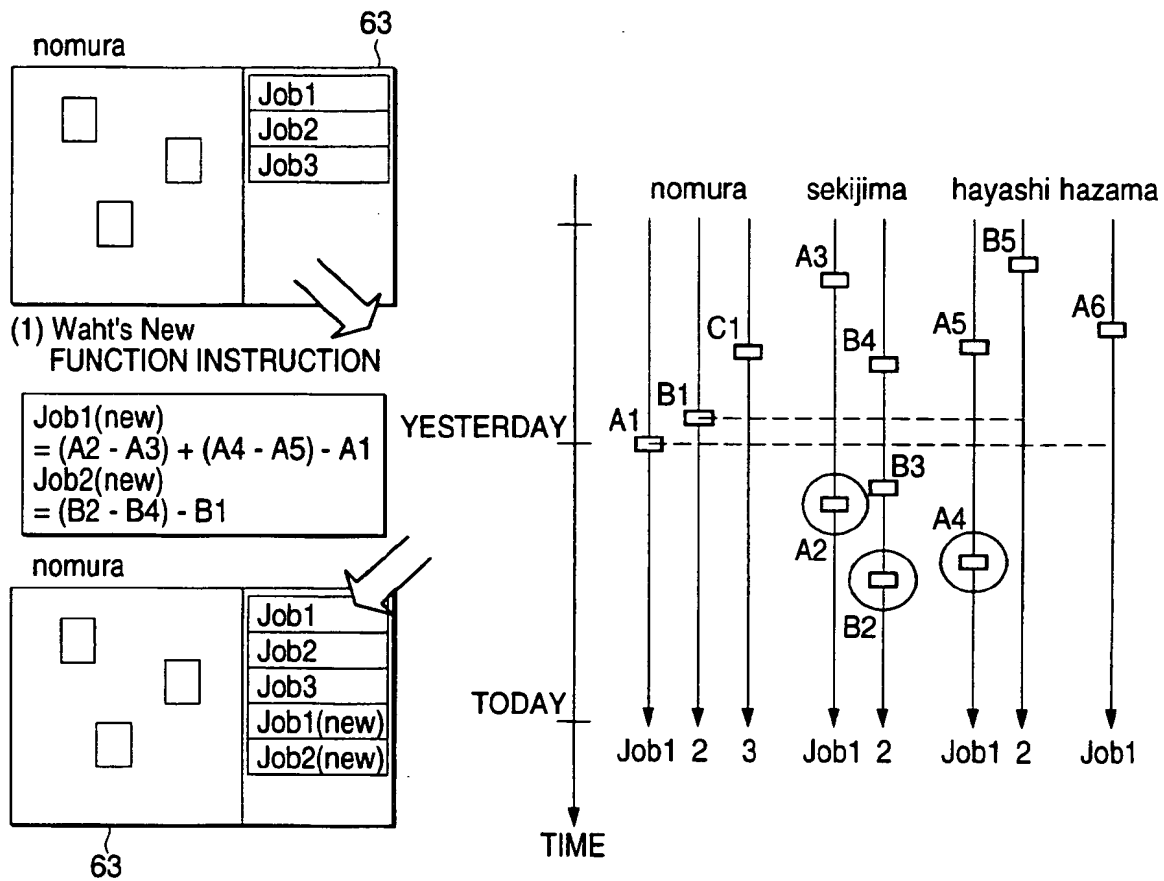 63
nomura
Job1
Job2
Job3
(1) Waht's New
FUNCTION INSTRUCTION
Job1(new)
= (A2 - A3) + (A4 - A5) - A1
Job2(new)
= (B2 - B4) - B1
nomura
Job1
Job2
Job3
Job1(new)
Job2(new)
63
nomura sekijima hayashi hazama
B5
A3
A6
C1
A5
B4
B1
A1
YESTERDAY
B3
A4
A2
B2
TODAY
Job1 2 3 Job1 2 Job1 2 Job1
TIME